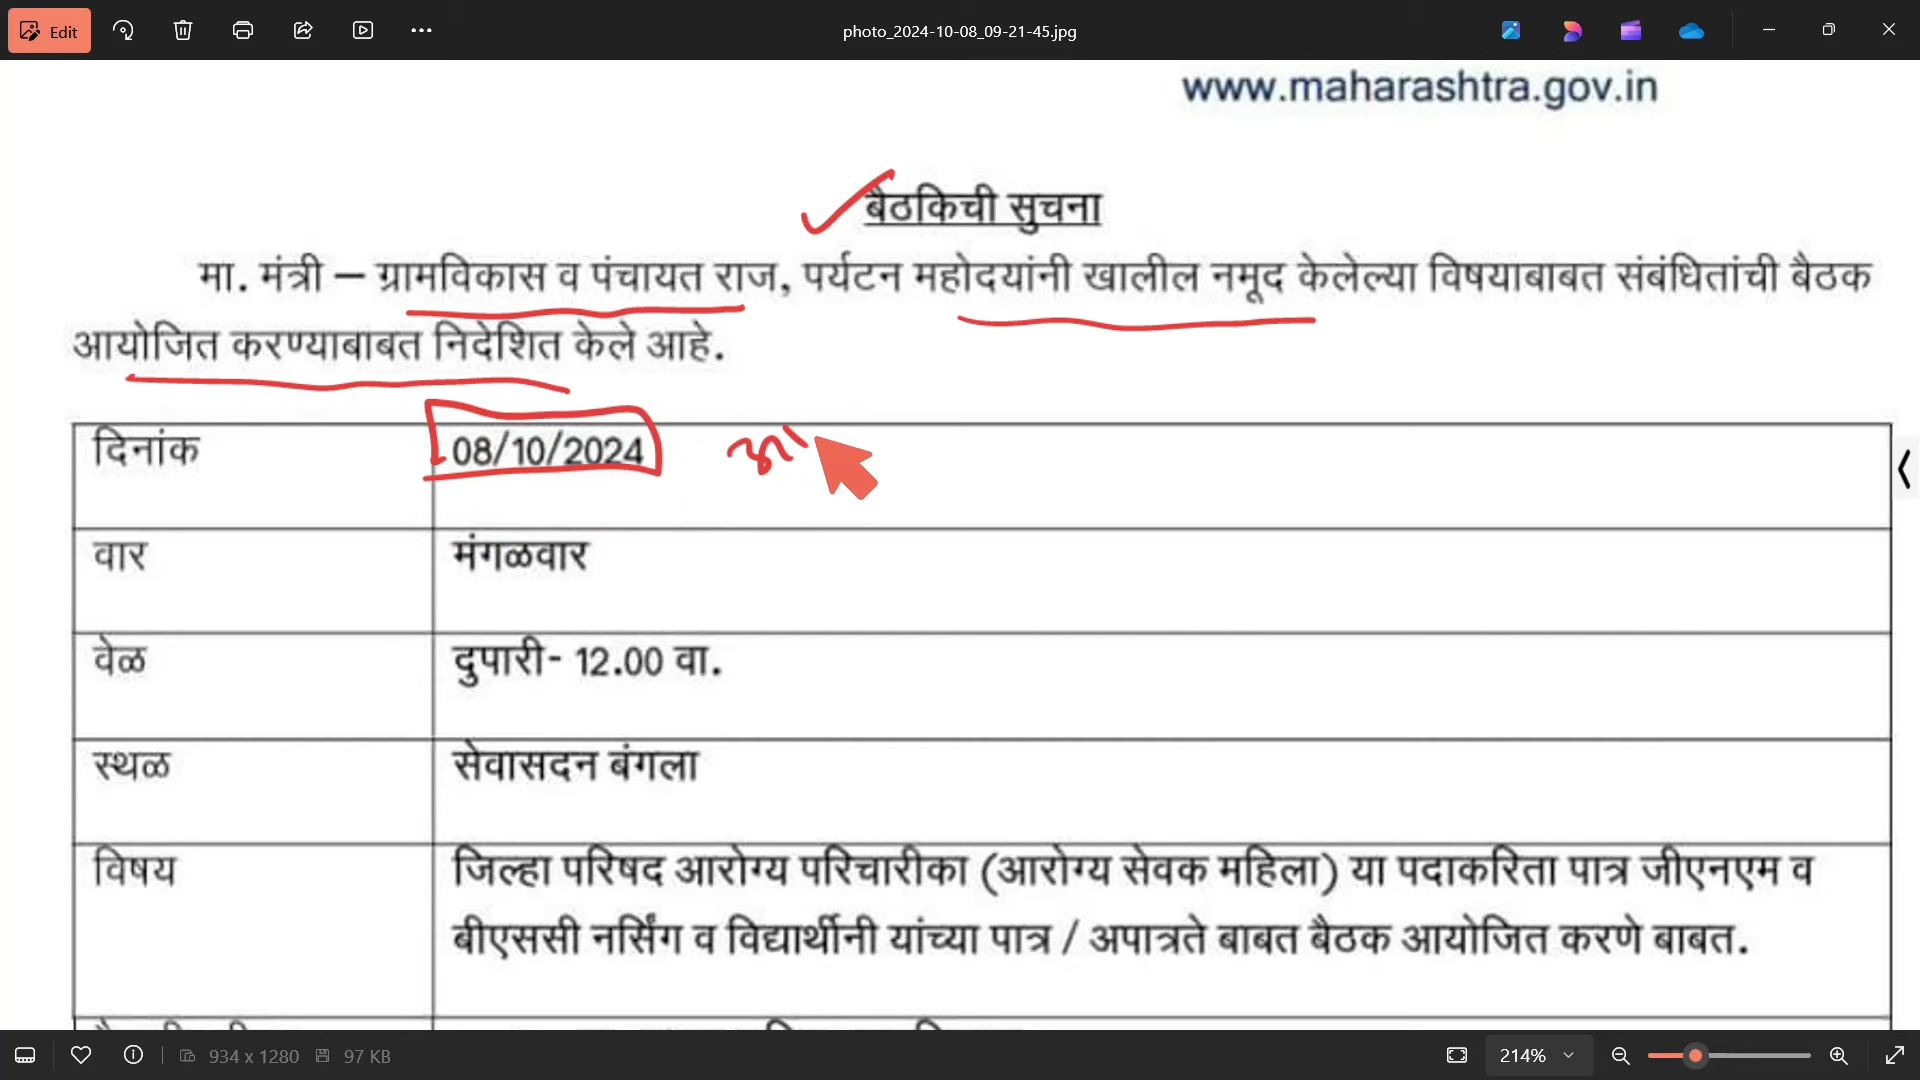 Edit
photo_2024-10-08_09-21-45.jpg
www.maharashtra.gov.in
बैठकिची सुचना
मा. मंत्री – ग्रामविकास व पंचायत राज, पर्यटन महोदयांनी खालील नमूद केलेल्या विषयाबाबत संबंधितांची बैठक
आयोजित करण्याबाबत निदेशित केले आहे.
दिनांक 08/10/2024
वार मंगळवार
वेळ दुपारी- 12.00 वा.
स्थळ सेवासदन बंगला
विषय जिल्हा परिषद आरोग्य परिचारीका (आरोग्य सेवक महिला) या पदाकरिता पात्र जीएनएम व
बीएससी नर्सिंग व विद्यार्थीनी यांच्या पात्र / अपात्रते बाबत बैठक आयोजित करणे बाबत.
934 x 1280 97 KB 214%